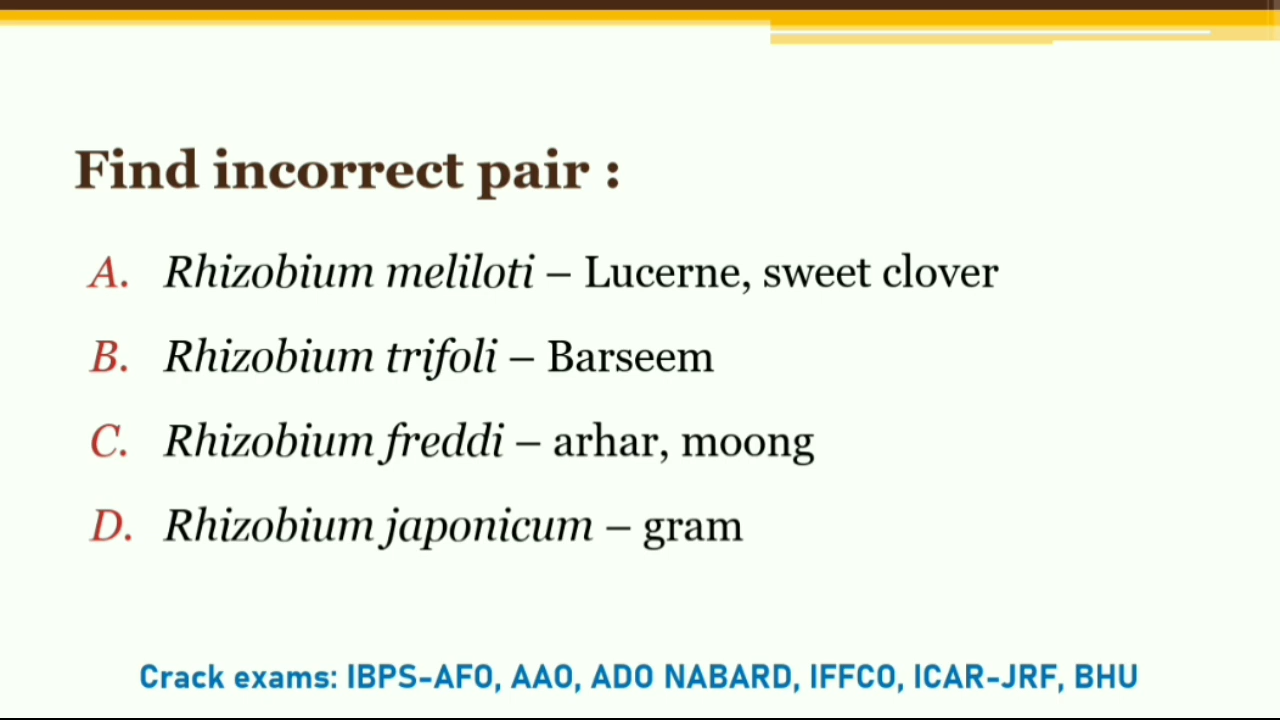 Find incorrect pair :
A. Rhizobium meliloti – Lucerne, sweet clover
B. Rhizobium trifoli – Barseem
C. Rhizobium freddi – arhar, moong
D. Rhizobium japonicum – gram
Crack exams: IBPS-AFO, AAO, ADO NABARD, IFFCO, ICAR-JRF, BHU